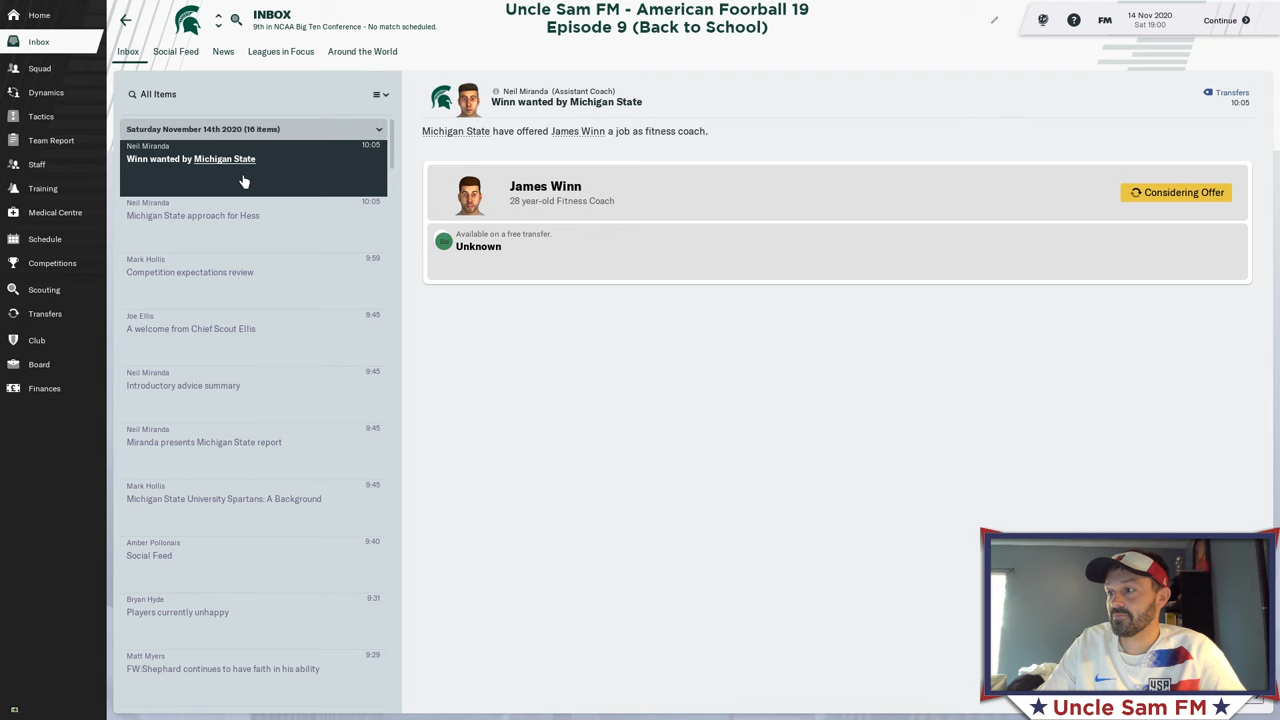 Home
Inbox
Squad
Dynamics
Tactics
Team Report
Staff
Training
Medical Centre
Schedule
Competitions
Scouting
Transfers
Club
Board
Finances
INBOX
9th in NCAA Big Ten Conference - No match scheduled.
Uncle Sam FM - American Foorball 19
Episode 9 (Back to School)
FM
14 Nov 2020
Sat 19:00
Continue
Inbox
Social Feed
News
Leagues in Focus
Around the World
All Items
Saturday November 14th 2020 (16 items)
Neil Miranda 10:05
Winn wanted by Michigan State
Neil Miranda 10:05
Michigan State approach for Hess
Mark Hollis 9:59
Competition expectations review
Joe Ellis 9:45
A welcome from Chief Scout Ellis
Neil Miranda 9:45
Introductory advice summary
Neil Miranda 9:45
Miranda presents Michigan State report
Mark Hollis 9:45
Michigan State University Spartans: A Background
Amber Pollonais 9:40
Social Feed
Bryan Hyde 9:31
Players currently unhappy
Matt Myers 9:29
FW:Shephard continues to have faith in his ability
Neil Miranda (Assistant Coach)
Winn wanted by Michigan State
Transfers
10:05
Michigan State have offered James Winn a job as fitness coach.
James Winn
28 year-old Fitness Coach
Considering Offer
Available on a free transfer.
Unknown
USA
Uncle Sam FM